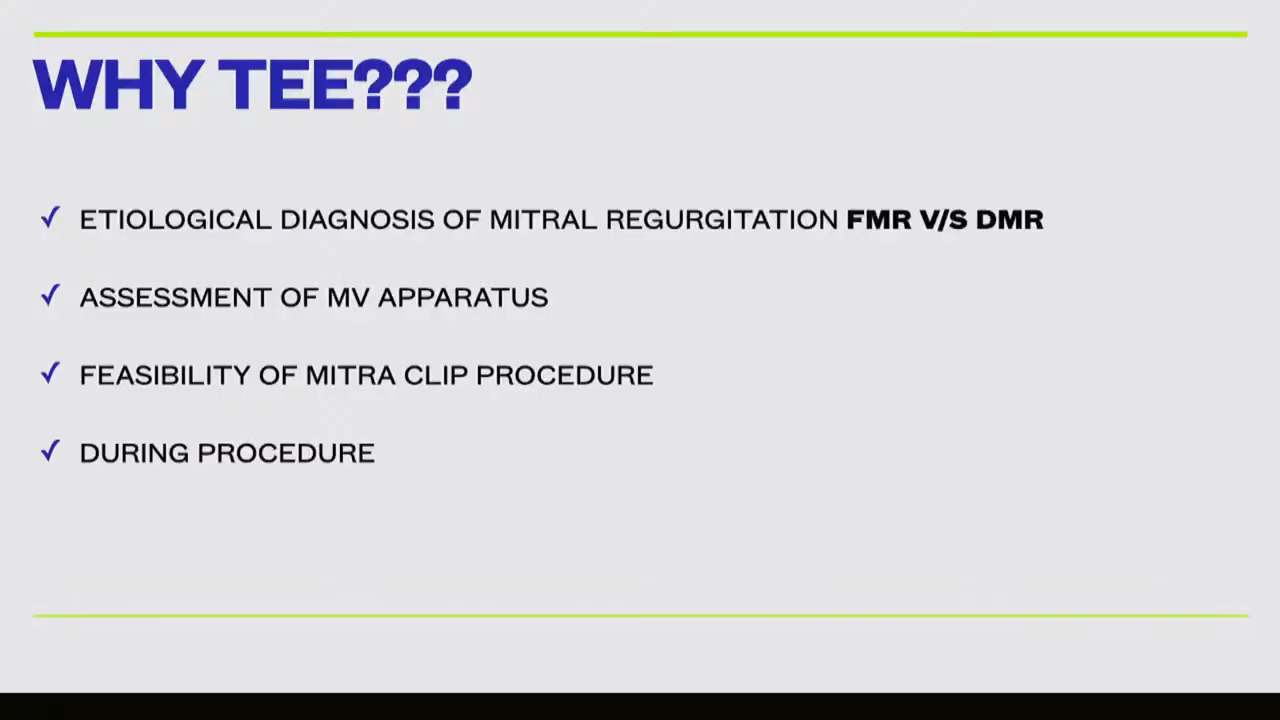 WHY TEE???
✓ ETIOLOGICAL DIAGNOSIS OF MITRAL REGURGITATION FMR V/S DMR
✓ ASSESSMENT OF MV APPARATUS
✓ FEASIBILITY OF MITRA CLIP PROCEDURE
✓ DURING PROCEDURE